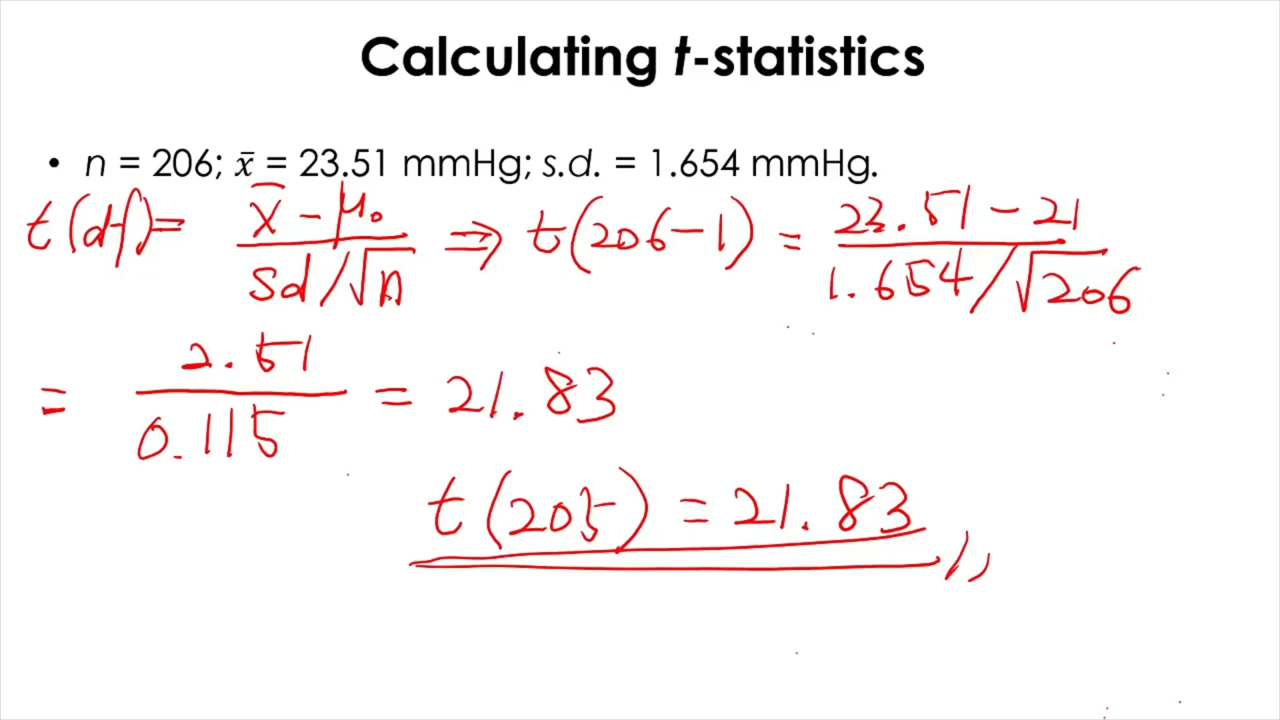 Calculating t-statistics
• n = 206; x̄ = 23.51 mmHg; s.d. = 1.654 mmHg.
t(df) = (x̄ - μ₀) / (sd/√n) ⇒ t(206-1) = (23.51 - 21) / (1.654/√206)
= 2.51 / 0.115 = 21.83
t(205) = 21.83